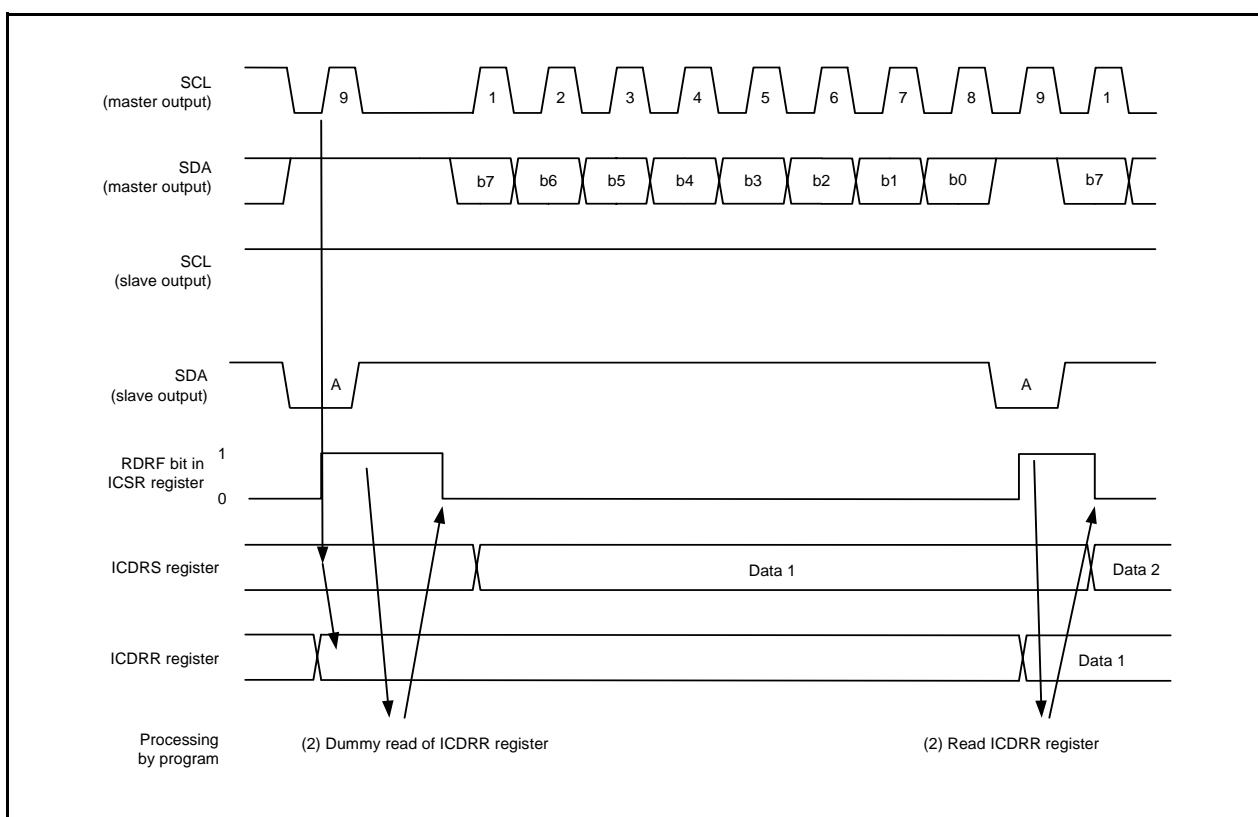 SCL
(master output)
9
1
2
3
4
5
6
7
8
9
1
SDA
(master output)
b7
b6
b5
b4
b3
b2
b1
b0
b7
SCL
(slave output)
SDA
(slave output)
A
A
RDRF bit in
ICSR register
1
0
ICDRS register
Data 1
Data 2
ICDRR register
Data 1
Processing
by program
(2) Dummy read of ICDRR register
(2) Read ICDRR register